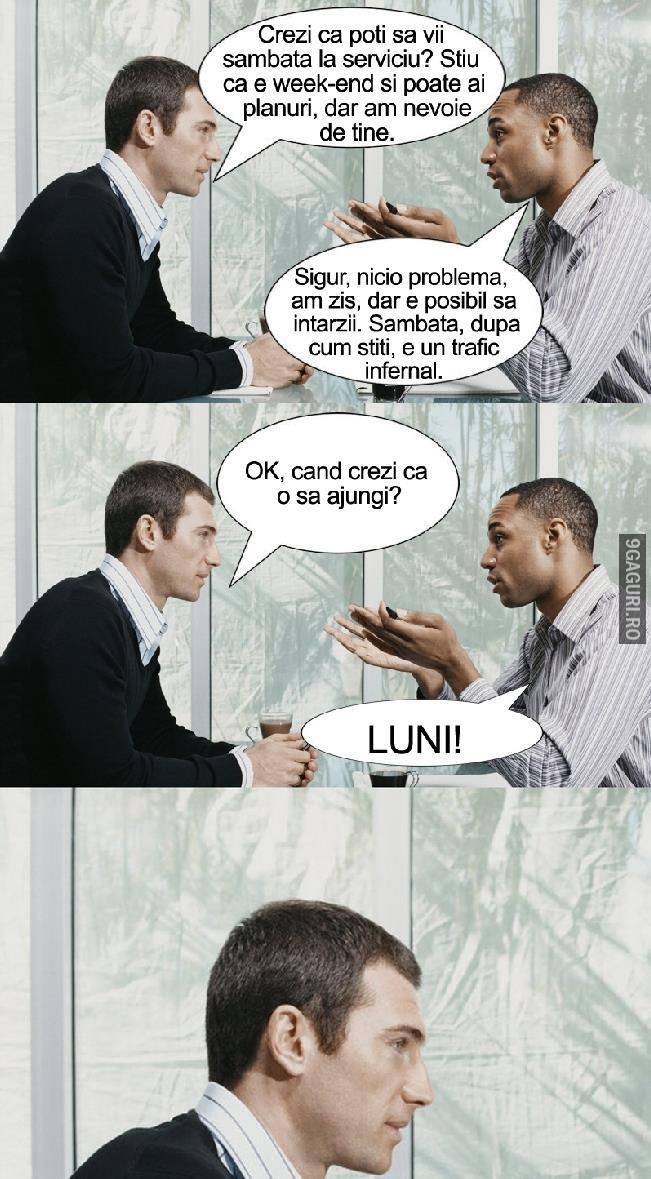 Crezi ca poti sa vii
sambata la serviciu? Stiu
ca e week-end si poate ai
planuri, dar am nevoie
de tine.
Sigur, nicio problema,
am zis, dar e posibil sa
intarzii. Sambata, dupa
cum stiti, e un trafic
infernal.
OK, cand crezi ca
o sa ajungi?
9GAGURI.RO
LUNI!